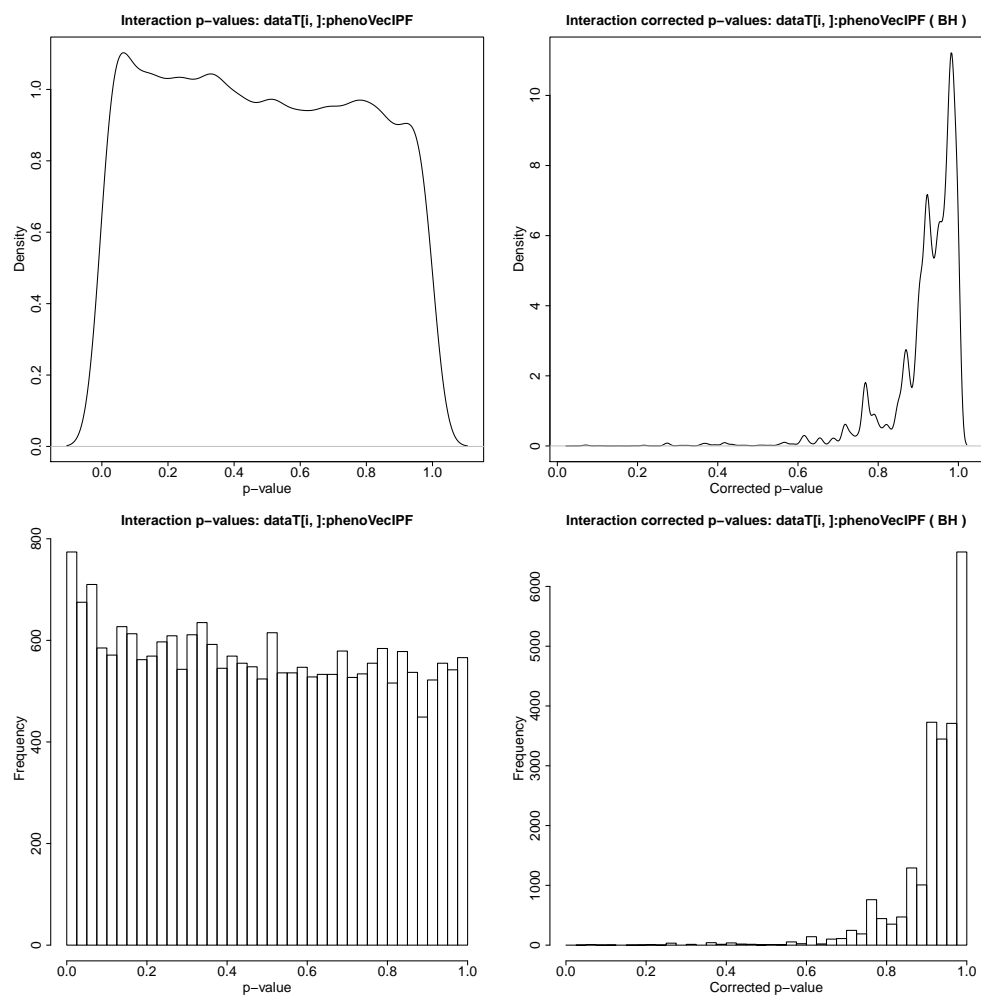 Interaction p−values: dataT[i, ]:phenoVecIPF
Density
0.0 0.2 0.4 0.6 0.8 1.0
0.0 0.2 0.4 0.6 0.8 1.0
p−value
Interaction corrected p−values: dataT[i, ]:phenoVecIPF ( BH )
Density
0 2 4 6 8 10
0.0 0.2 0.4 0.6 0.8 1.0
Corrected p−value
Interaction p−values: dataT[i, ]:phenoVecIPF
Frequency
0 200 400 600 800
0.0 0.2 0.4 0.6 0.8 1.0
p−value
Interaction corrected p−values: dataT[i, ]:phenoVecIPF ( BH )
Frequency
0 1000 2000 3000 4000 5000 6000
0.0 0.2 0.4 0.6 0.8 1.0
Corrected p−value